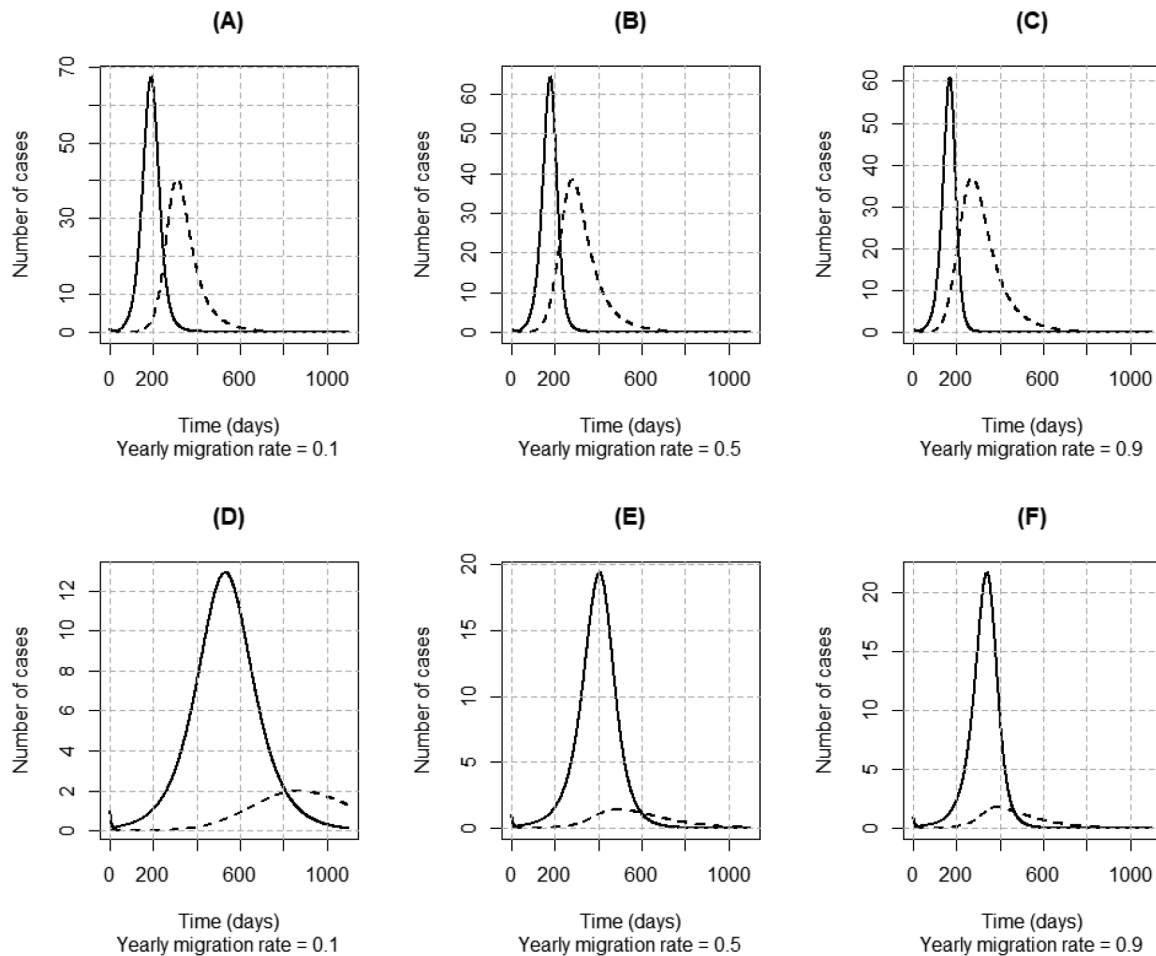 (A)
Number of cases
0 10 30 50 70
0 200 600 1000
Time (days)
Yearly migration rate = 0.1
(B)
Number of cases
0 10 20 30 40 50 60
0 200 600 1000
Time (days)
Yearly migration rate = 0.5
(C)
Number of cases
0 10 20 30 40 50 60
0 200 600 1000
Time (days)
Yearly migration rate = 0.9
(D)
Number of cases
0 2 4 6 8 10 12
0 200 600 1000
Time (days)
Yearly migration rate = 0.1
(E)
Number of cases
0 5 10 15 20
0 200 600 1000
Time (days)
Yearly migration rate = 0.5
(F)
Number of cases
0 5 10 15 20
0 200 600 1000
Time (days)
Yearly migration rate = 0.9